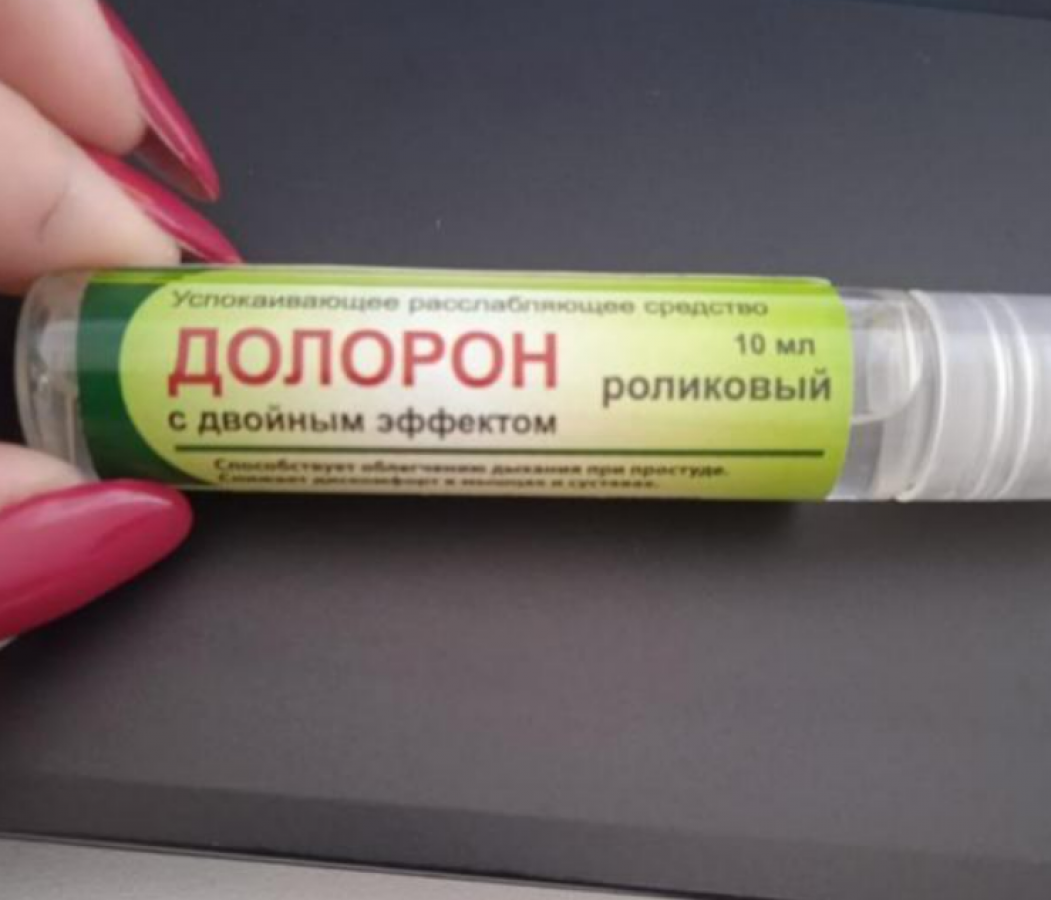 Успокаивающее расслабляющее средство
ДОЛОРОН
10 мл
роликовый
с двойным эффектом
Способствует облегчению дыхания при простуде.
Снижает дискомфорт в мышцах и суставах.